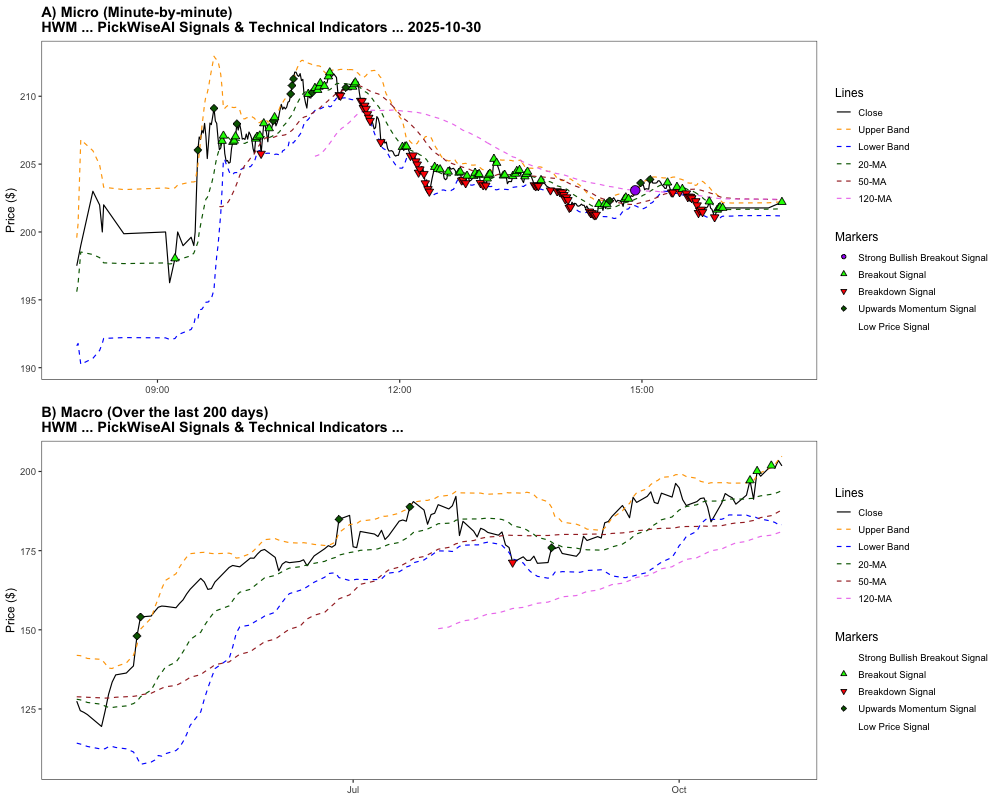 A) Micro (Minute-by-minute)
HWM ... PickWiseAI Signals & Technical Indicators ... 2025-10-30
Price ($)
210
205
200
195
190
09:00
12:00
15:00
Lines
Close
Upper Band
Lower Band
20-MA
50-MA
120-MA
Markers
Strong Bullish Breakout Signal
Breakout Signal
Breakdown Signal
Upwards Momentum Signal
Low Price Signal
B) Macro (Over the last 200 days)
HWM ... PickWiseAI Signals & Technical Indicators ...
Price ($)
200
175
150
125
Jul
Oct
Lines
Close
Upper Band
Lower Band
20-MA
50-MA
120-MA
Markers
Strong Bullish Breakout Signal
Breakout Signal
Breakdown Signal
Upwards Momentum Signal
Low Price Signal